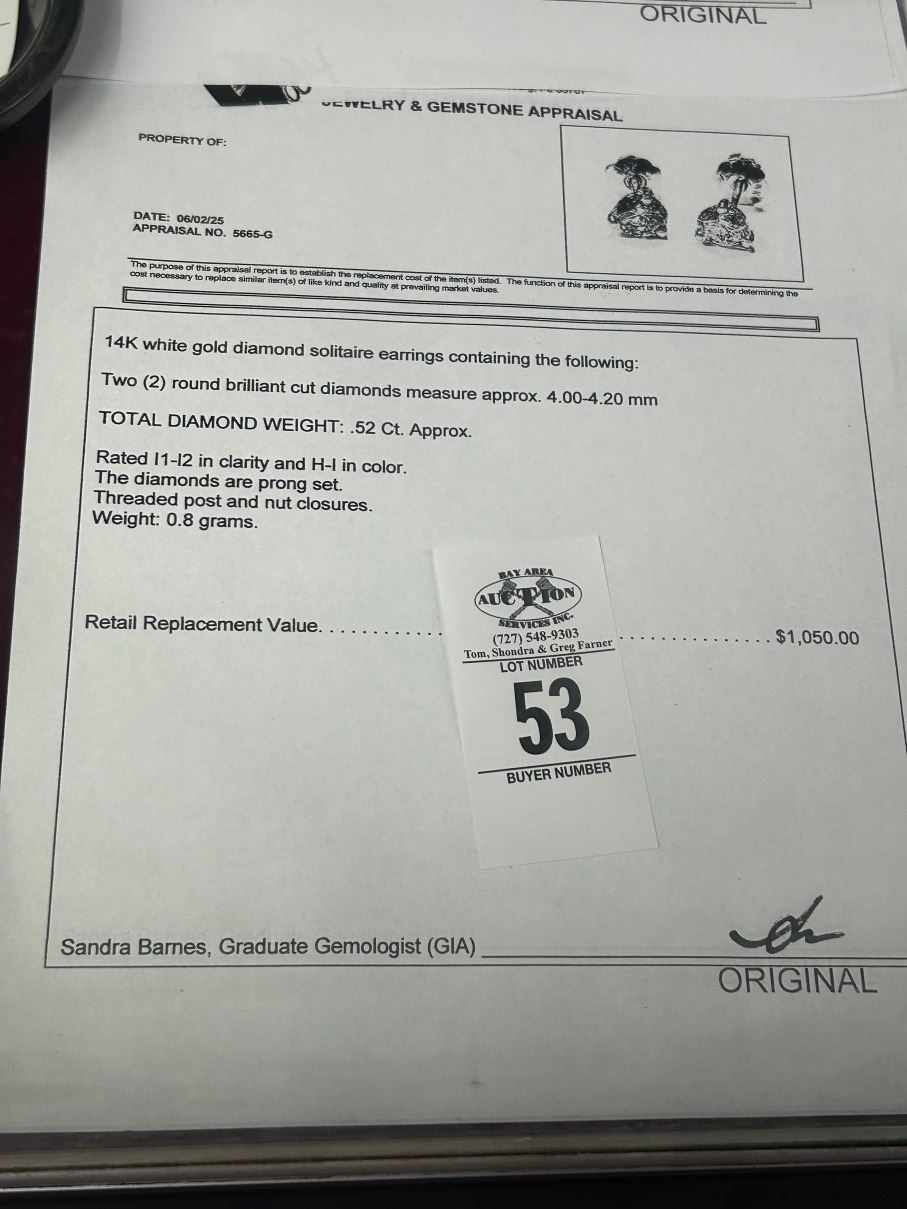 ORIGINAL
JEWELRY & GEMSTONE APPRAISAL
PROPERTY OF:
DATE: 06/02/25
APPRAISAL NO. 5665-G
The purpose of this appraisal report is to establish the replacement cost of the item(s) listed. The function of this appraisal report is to provide a basis for determining the
cost necessary to replace similar item(s) of like kind and quality at prevailing market values.
14K white gold diamond solitaire earrings containing the following:
Two (2) round brilliant cut diamonds measure approx. 4.00-4.20 mm
TOTAL DIAMOND WEIGHT: .52 Ct. Approx.
Rated I1-I2 in clarity and H-I in color.
The diamonds are prong set.
Threaded post and nut closures.
Weight: 0.8 grams.
Retail Replacement Value. . . . . . . . . . . . . . . . . . . . . . . . . . $1,050.00
BAY AREA
AUCTION
SERVICES INC.
(727) 548-9303
Tom, Shondra & Greg Farner
LOT NUMBER
53
BUYER NUMBER
Sandra Barnes, Graduate Gemologist (GIA)
ORIGINAL